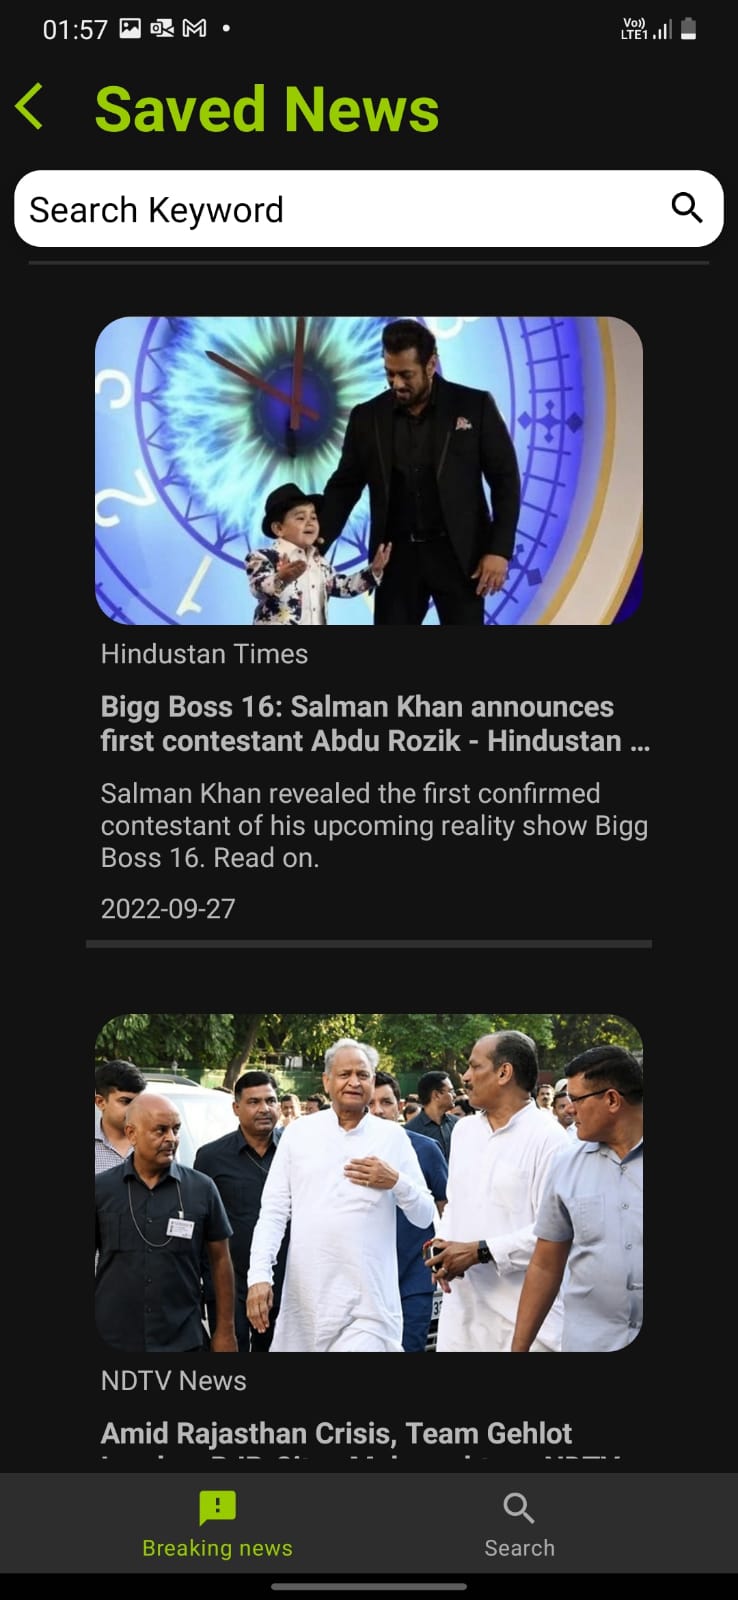 01:57
Vo))
LTE1
Saved News
Search Keyword
Hindustan Times
Bigg Boss 16: Salman Khan announces
first contestant Abdu Rozik - Hindustan ...
Salman Khan revealed the first confirmed
contestant of his upcoming reality show Bigg
Boss 16. Read on.
2022-09-27
NDTV News
Amid Rajasthan Crisis, Team Gehlot
Breaking news
Search